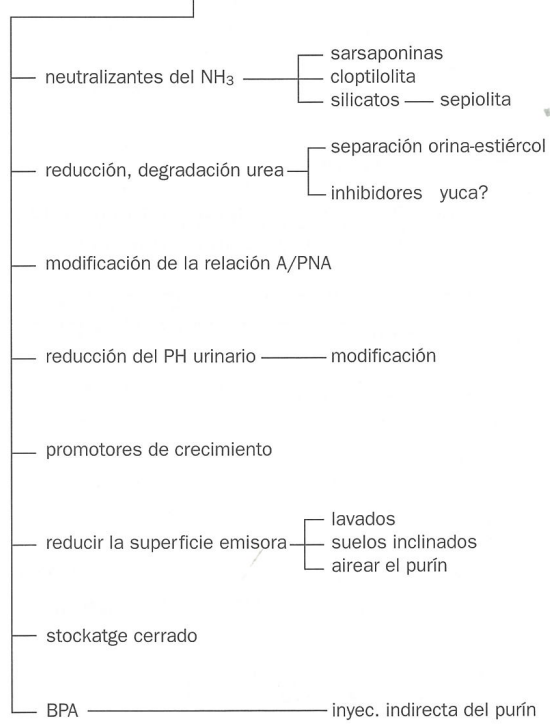 neutralizantes del NH3
sarsaponinas
cloptilolita
silicatos sepiolita
reducción, degradación urea
separación orina-estiércol
inhibidores yuca?
modificación de la relación A/PNA
reducción del PH urinario modificación
promotores de crecimiento
reducir la superficie emisora
lavados
suelos inclinados
airear el purín
stockatge cerrado
BPA inyec. indirecta del purín